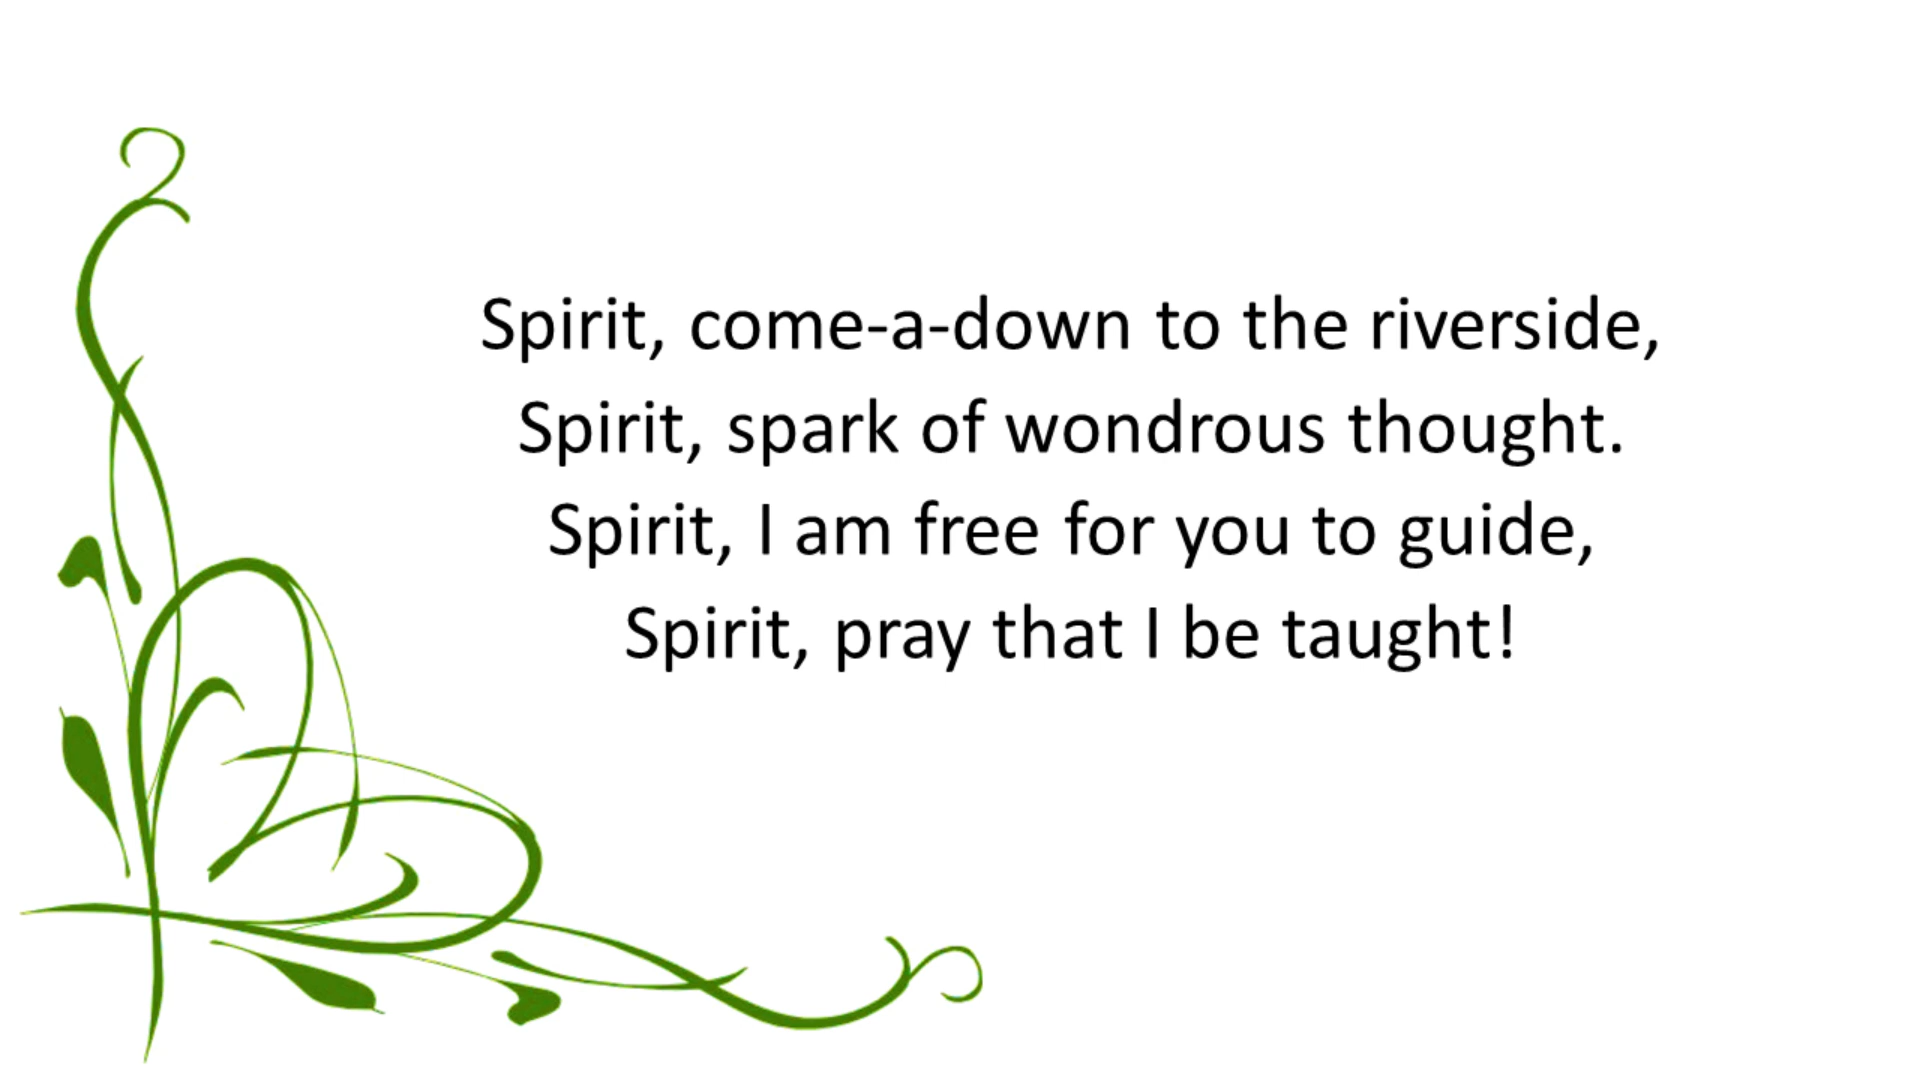 Spirit, come-a-down to the riverside,
Spirit, spark of wondrous thought.
Spirit, I am free for you to guide,
Spirit, pray that I be taught!